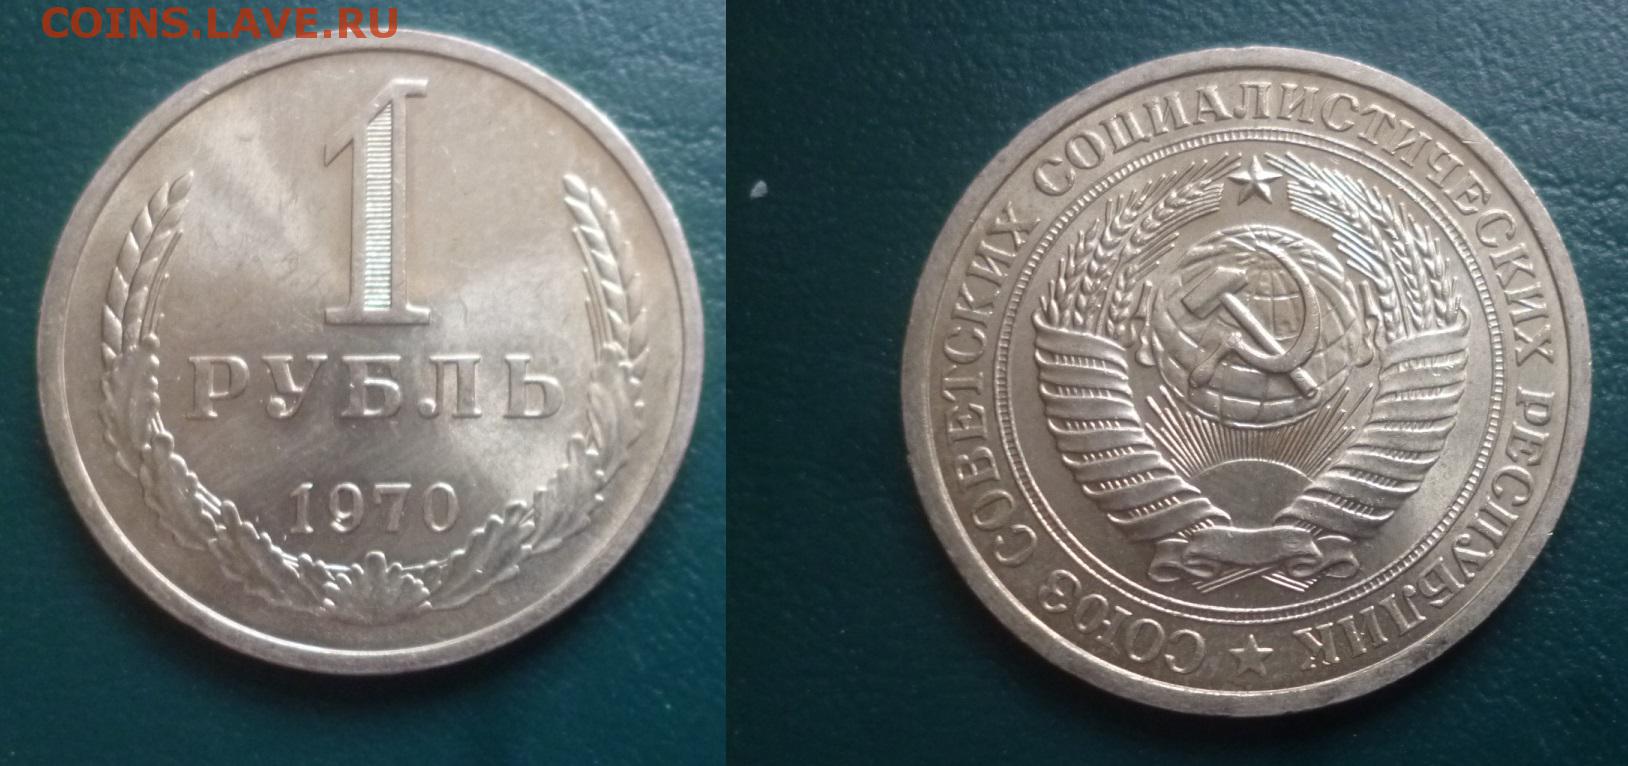 COINS.LAVE.RU
1
РУБЛЬ
1970
СОЮЗ СОВЕТСКИХ СОЦИАЛИСТИЧЕСКИХ РЕСПУБЛИК